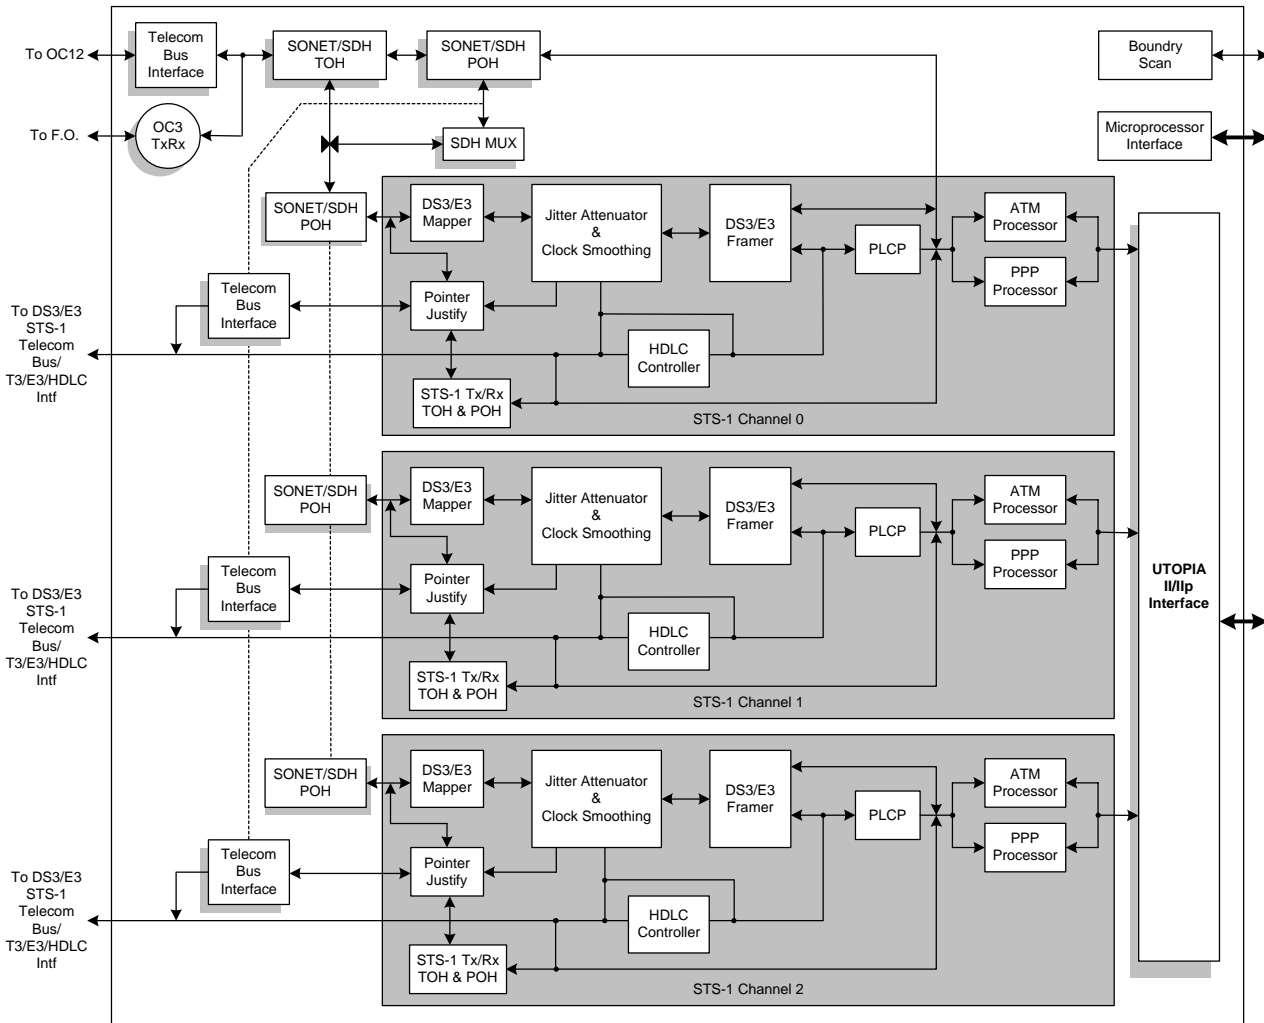 To OC12
Telecom
Bus
Interface
SONET/SDH
TOH
SONET/SDH
POH
Boundry
Scan
To F.O.
OC3
TxRx
SDH MUX
Microprocessor
Interface
SONET/SDH
POH
DS3/E3
Mapper
Jitter Attenuator
&
Clock Smoothing
DS3/E3
Framer
PLCP
ATM
Processor
PPP
Processor
Telecom
Bus
Interface
Pointer
Justify
To DS3/E3
STS-1
Telecom
Bus/
T3/E3/HDLC
Intf
HDLC
Controller
STS-1 Tx/Rx
TOH & POH
STS-1 Channel 0
SONET/SDH
POH
DS3/E3
Mapper
Jitter Attenuator
&
Clock Smoothing
DS3/E3
Framer
PLCP
ATM
Processor
PPP
Processor
Telecom
Bus
Interface
Pointer
Justify
To DS3/E3
STS-1
Telecom
Bus/
T3/E3/HDLC
Intf
HDLC
Controller
STS-1 Tx/Rx
TOH & POH
STS-1 Channel 1
UTOPIA
II/IIp
Interface
SONET/SDH
POH
DS3/E3
Mapper
Jitter Attenuator
&
Clock Smoothing
DS3/E3
Framer
PLCP
ATM
Processor
PPP
Processor
Telecom
Bus
Interface
Pointer
Justify
To DS3/E3
STS-1
Telecom
Bus/
T3/E3/HDLC
Intf
HDLC
Controller
STS-1 Tx/Rx
TOH & POH
STS-1 Channel 2